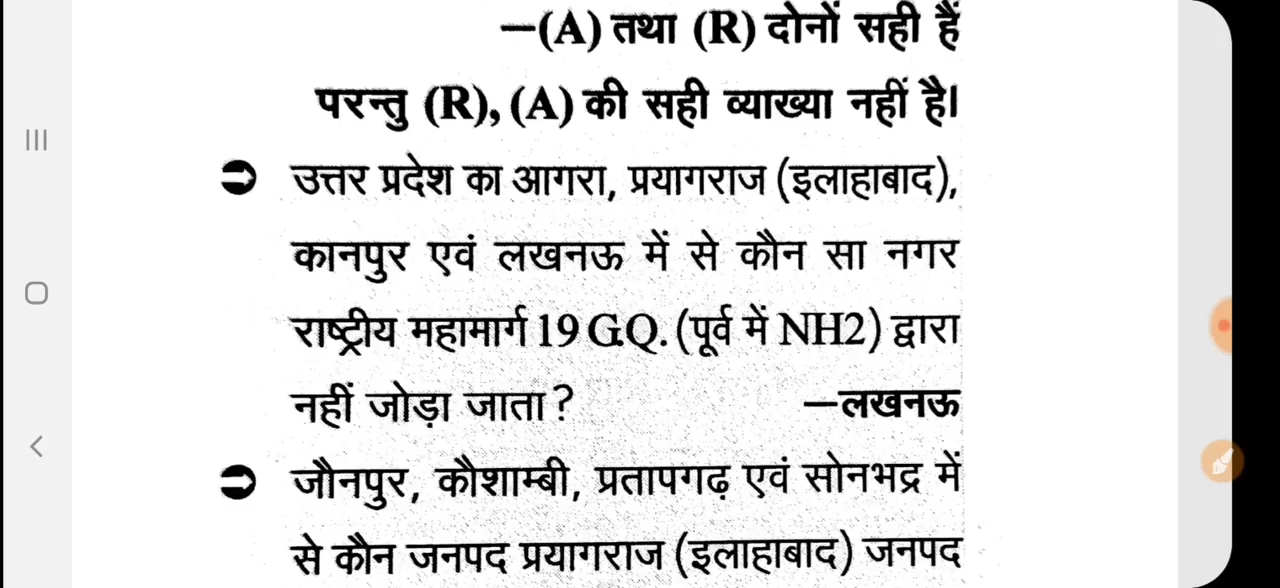 —(A) तथा (R) दोनों सही हैं
परन्तु (R), (A) की सही व्याख्या नहीं है।
➲ उत्तर प्रदेश का आगरा, प्रयागराज (इलाहाबाद),
कानपुर एवं लखनऊ में से कौन सा नगर
राष्ट्रीय महामार्ग 19 G.Q. (पूर्व में NH2) द्वारा
नहीं जोड़ा जाता? —लखनऊ
➲ जौनपुर, कौशाम्बी, प्रतापगढ़ एवं सोनभद्र में
से कौन जनपद प्रयागराज (इलाहाबाद) जनपद